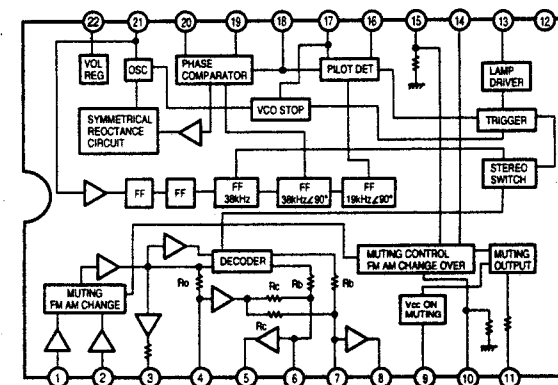 22 21 20 19 18 17 16 15 14 13 12
VOL
REG
OSC
PHASE
COMPARATOR
PILOT DET
LAMP
DRIVER
SYMMETRICAL
REOCTANCE
CIRCUIT
VCO STOP
TRIGGER
FF
FF
FF
38kHz
FF
38kHz∠90°
FF
19kHz∠90°
STEREO
SWITCH
DECODER
MUTING CONTROL
FM AM CHANGE OVER
MUTING
OUTPUT
MUTING
FM AM CHANGE
Ro
Rc
Rb
Rb
Rc
Vcc ON
MUTING
1 2 3 4 5 6 7 8 9 10 11